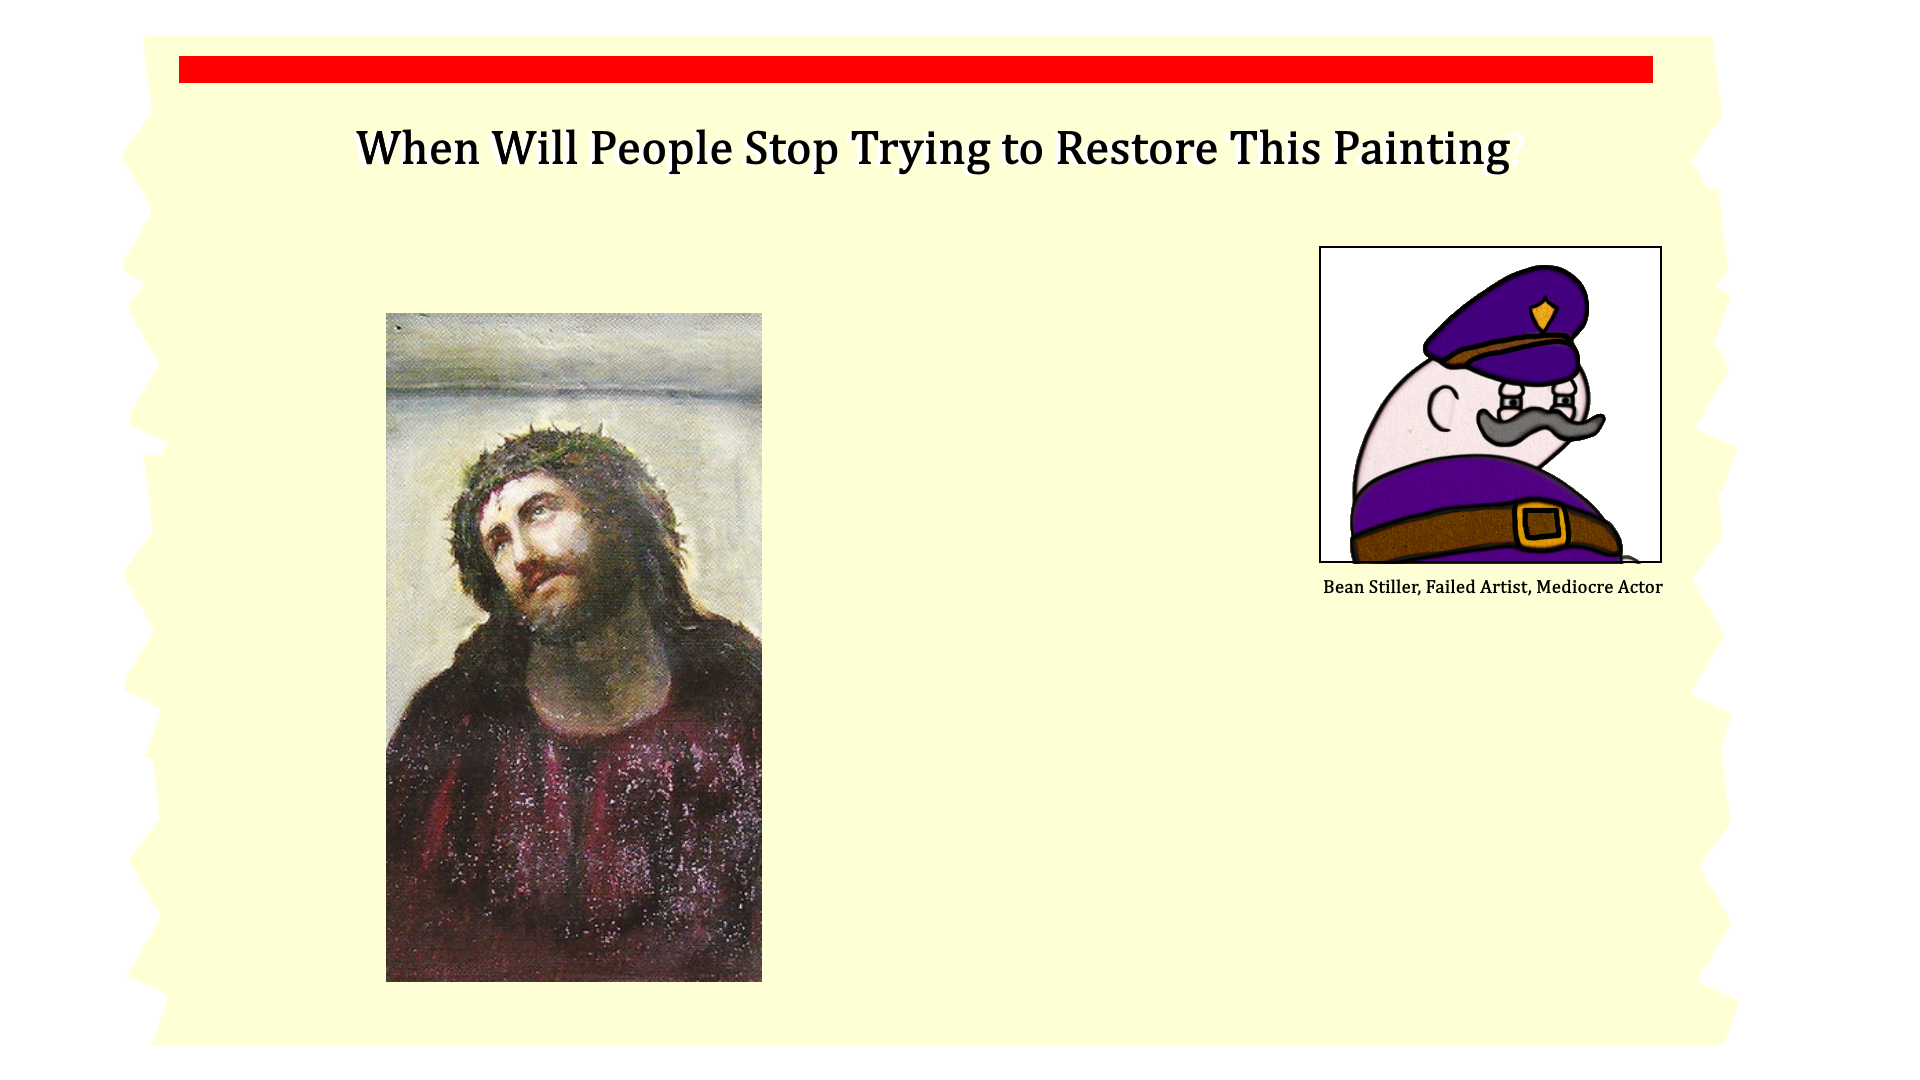 When Will People Stop Trying to Restore This Painting?
Bean Stiller, Failed Artist, Mediocre Actor